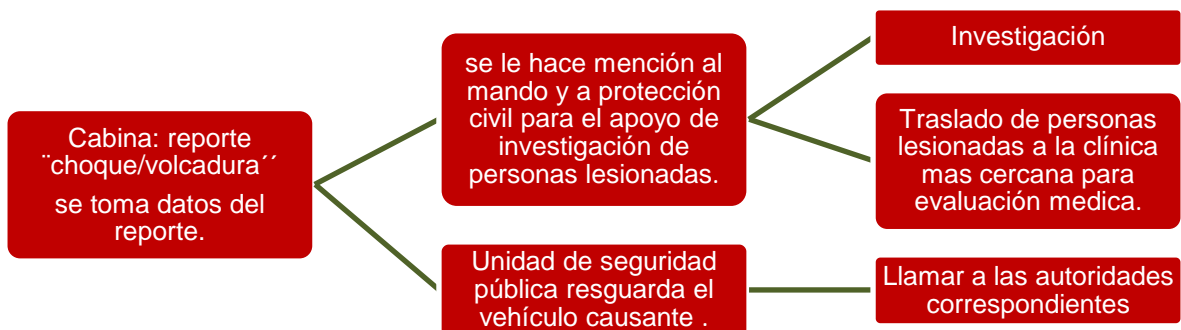 Cabina: reporte
¨choque/volcadura´´
se toma datos del
reporte.
se le hace mención al
mando y a protección
civil para el apoyo de
investigación de
personas lesionadas.
Investigación
Traslado de personas
lesionadas a la clínica
mas cercana para
evaluación medica.
Unidad de seguridad
pública resguarda el
vehículo causante .
Llamar a las autoridades
correspondientes